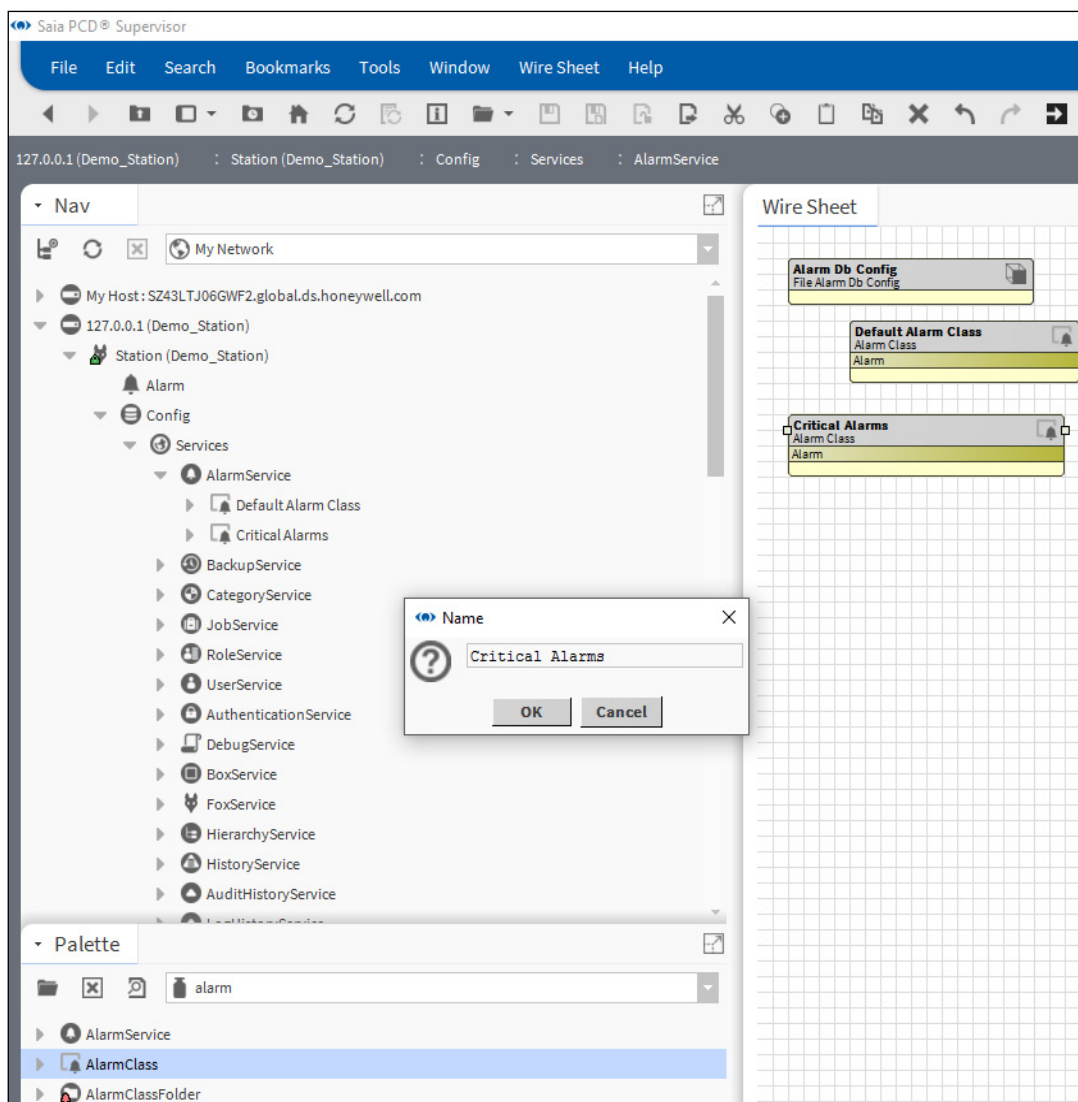 Saia PCD® Supervisor
File Edit Search Bookmarks Tools Window Wire Sheet Help
127.0.0.1 (Demo_Station) : Station (Demo_Station) : Config : Services : AlarmService
Nav
My Network
My Host : SZ43LTJ06GWF2.global.ds.honeywell.com
127.0.0.1 (Demo_Station)
Station (Demo_Station)
Alarm
Config
Services
AlarmService
Default Alarm Class
Critical Alarms
BackupService
CategoryService
JobService
RoleService
UserService
AuthenticationService
DebugService
BoxService
FoxService
HierarchyService
HistoryService
AuditHistoryService
Palette
alarm
AlarmService
AlarmClass
AlarmClassFolder
Wire Sheet
Alarm Db Config
File Alarm Db Config
Default Alarm Class
Alarm Class
Alarm
Critical Alarms
Alarm Class
Alarm
Name
Critical Alarms
OK Cancel